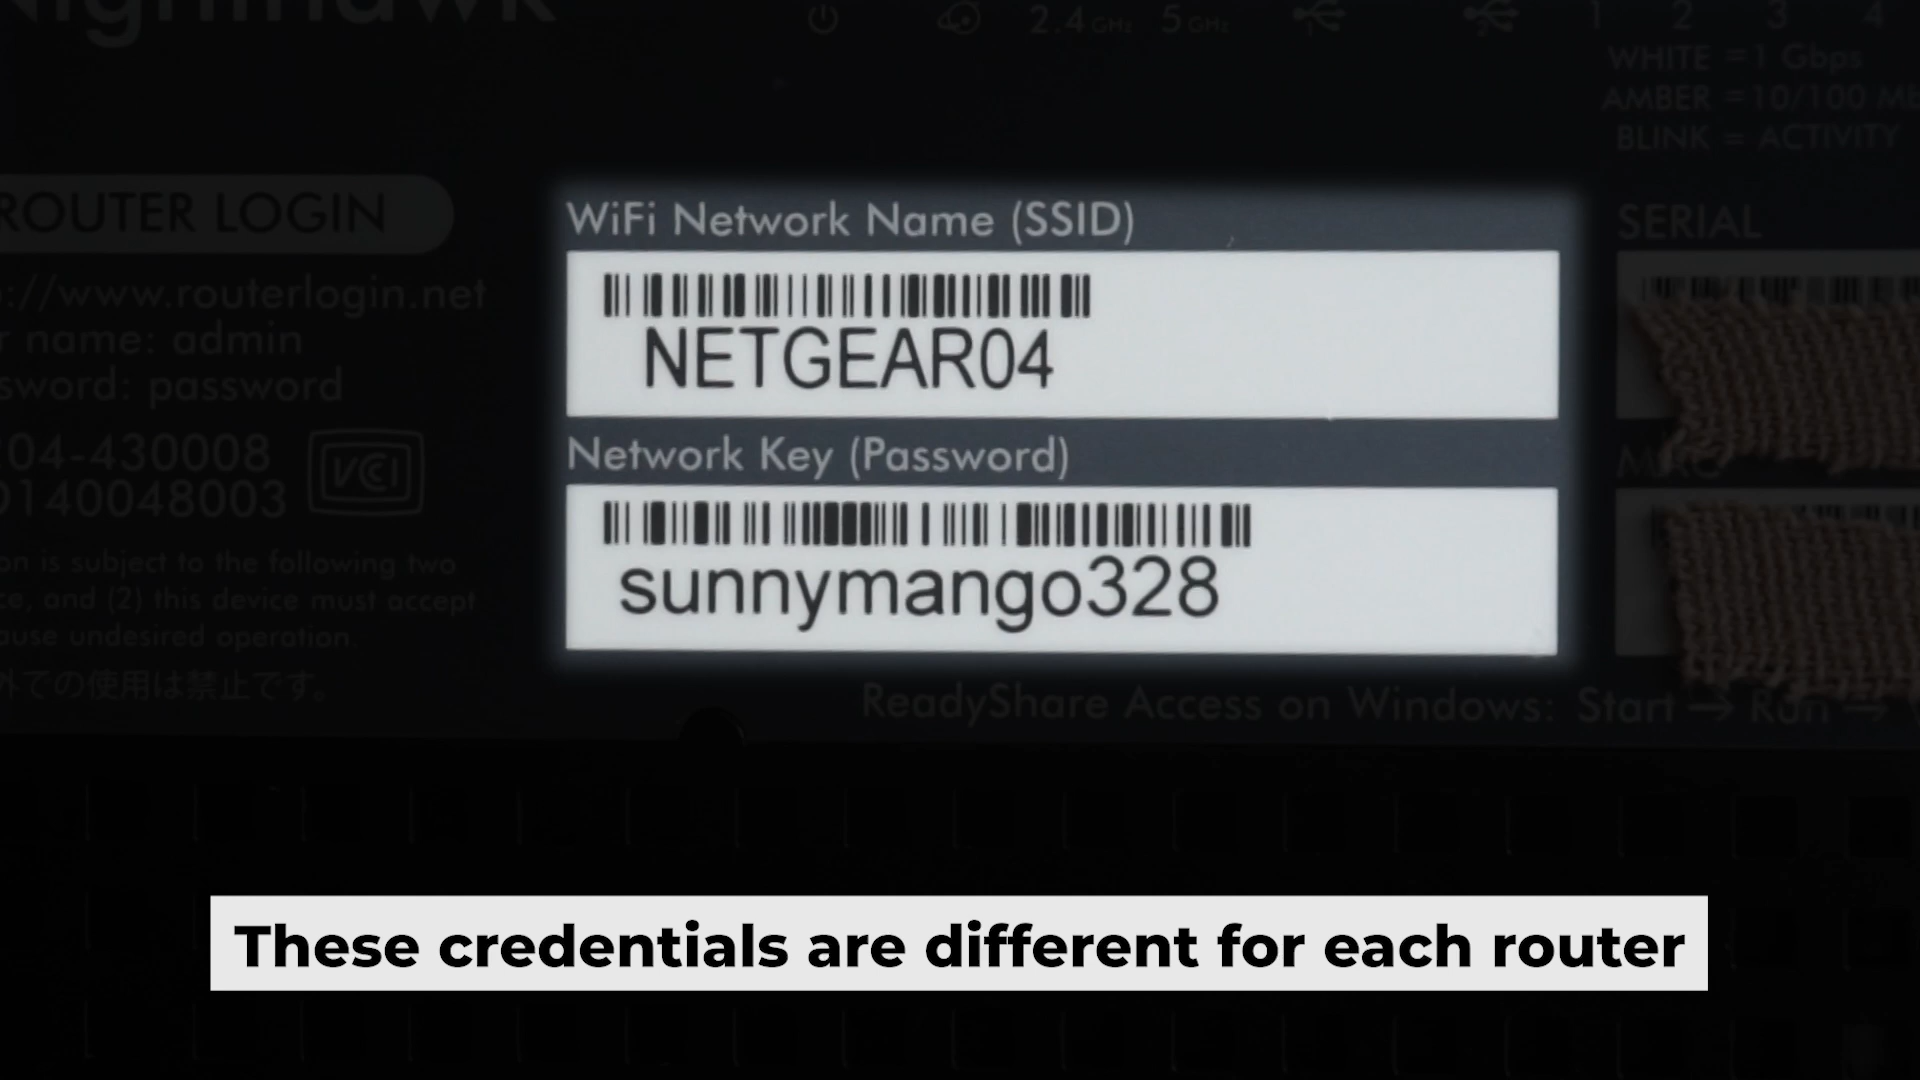 Nighthawk
2.4 GHz 5 GHz 1 2 3 4
WHITE = 1 Gbps
AMBER = 10/100
BLINK = ACTIVITY
ROUTER LOGIN
://www.routerlogin.net
name: admin
sword: password
04-430008
0140048003
VCI
on is subject to the following two
ce, and (2) this device must accept
ause undesired operation.
外での使用は禁止です。
WiFi Network Name (SSID)
NETGEAR04
Network Key (Password)
sunnymango328
SERIAL
MAC
ReadyShare Access on Windows: Start → Run →
These credentials are different for each router